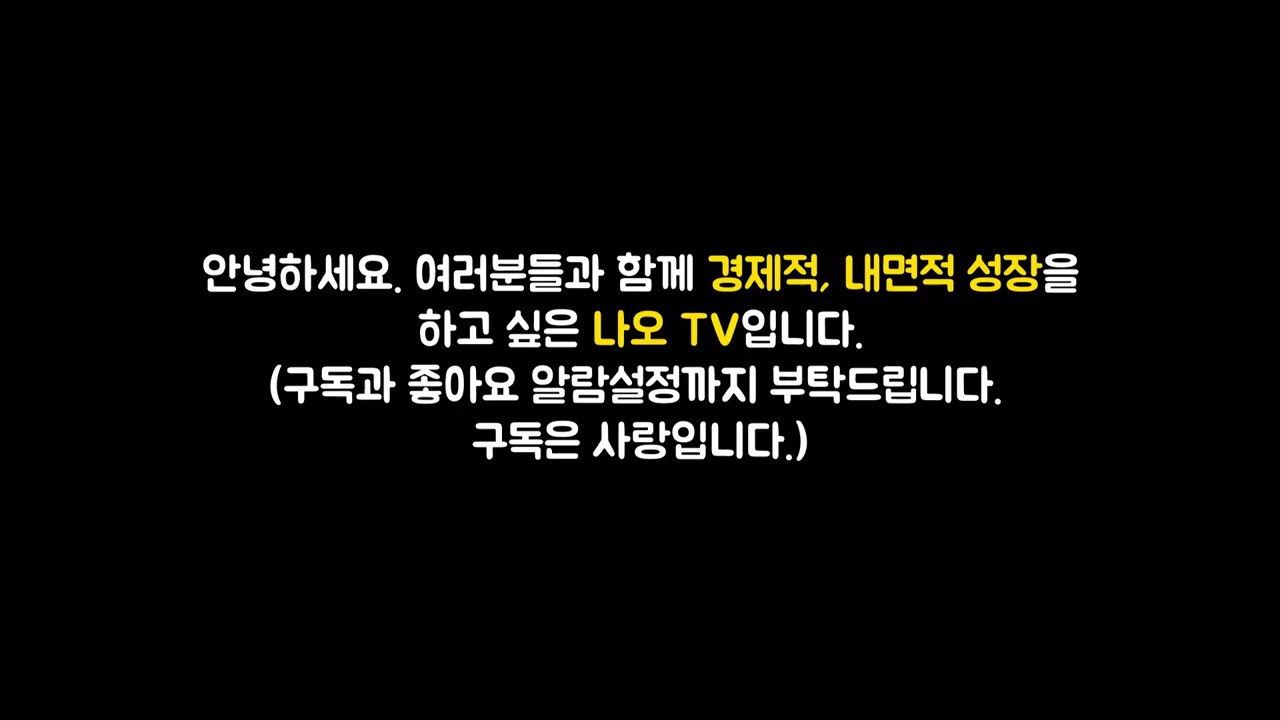 안녕하세요. 여러분들과 함께 경제적, 내면적 성장을
하고 싶은 나오 TV입니다.
(구독과 좋아요 알람설정까지 부탁드립니다.
구독은 사랑입니다.)